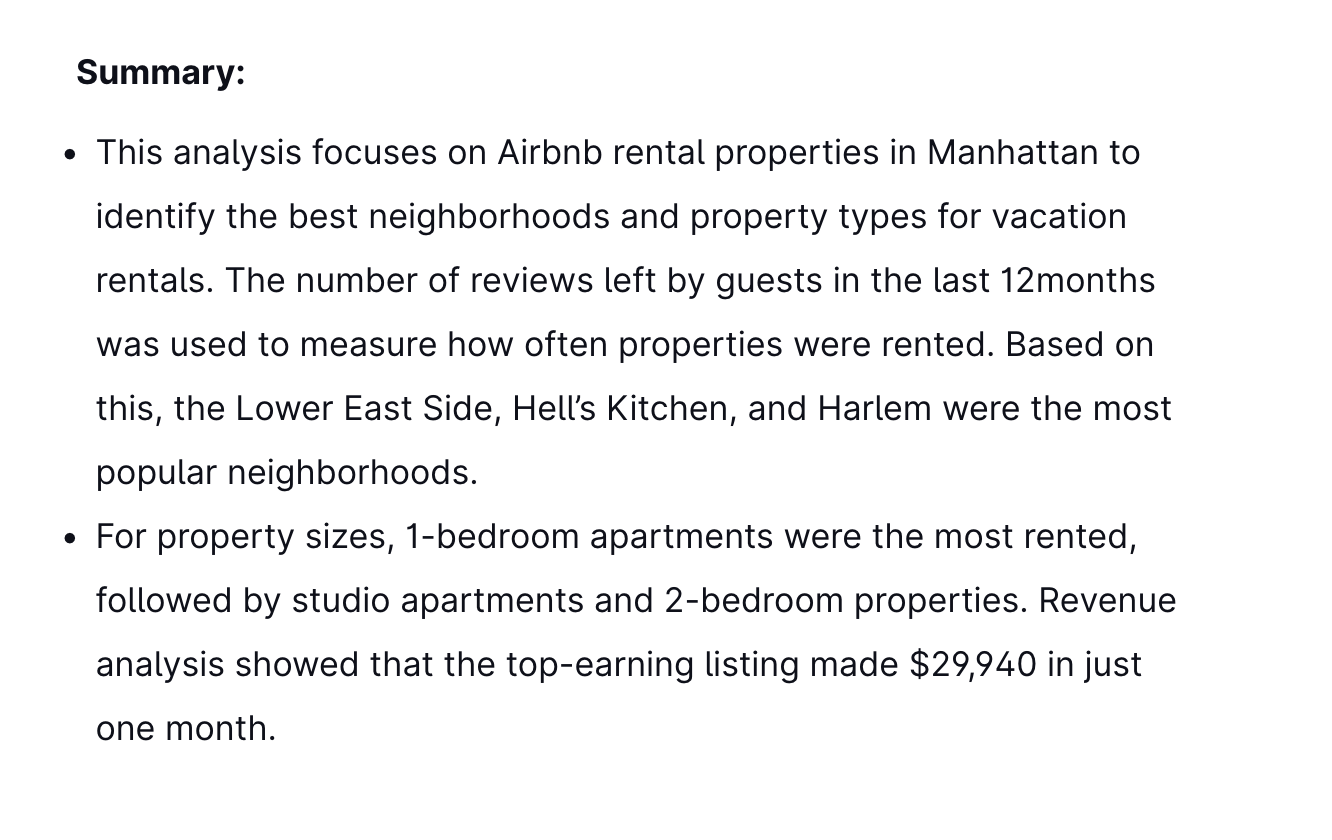 Summary:
• This analysis focuses on Airbnb rental properties in Manhattan to
identify the best neighborhoods and property types for vacation
rentals. The number of reviews left by guests in the last 12months
was used to measure how often properties were rented. Based on
this, the Lower East Side, Hell’s Kitchen, and Harlem were the most
popular neighborhoods.
• For property sizes, 1-bedroom apartments were the most rented,
followed by studio apartments and 2-bedroom properties. Revenue
analysis showed that the top-earning listing made $29,940 in just
one month.